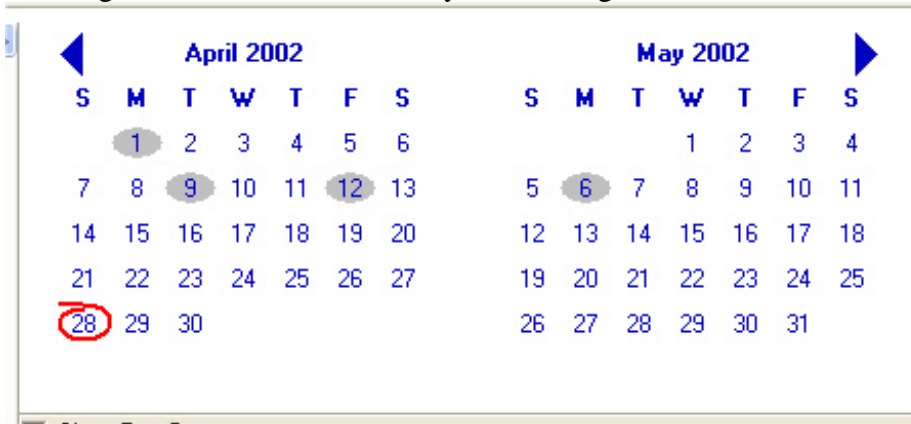 April 2002 May 2002
S M T W T F S S M T W T F S
1 2 3 4 5 6 1 2 3 4
7 8 9 10 11 12 13 5 6 7 8 9 10 11
14 15 16 17 18 19 20 12 13 14 15 16 17 18
21 22 23 24 25 26 27 19 20 21 22 23 24 25
28 29 30 26 27 28 29 30 31